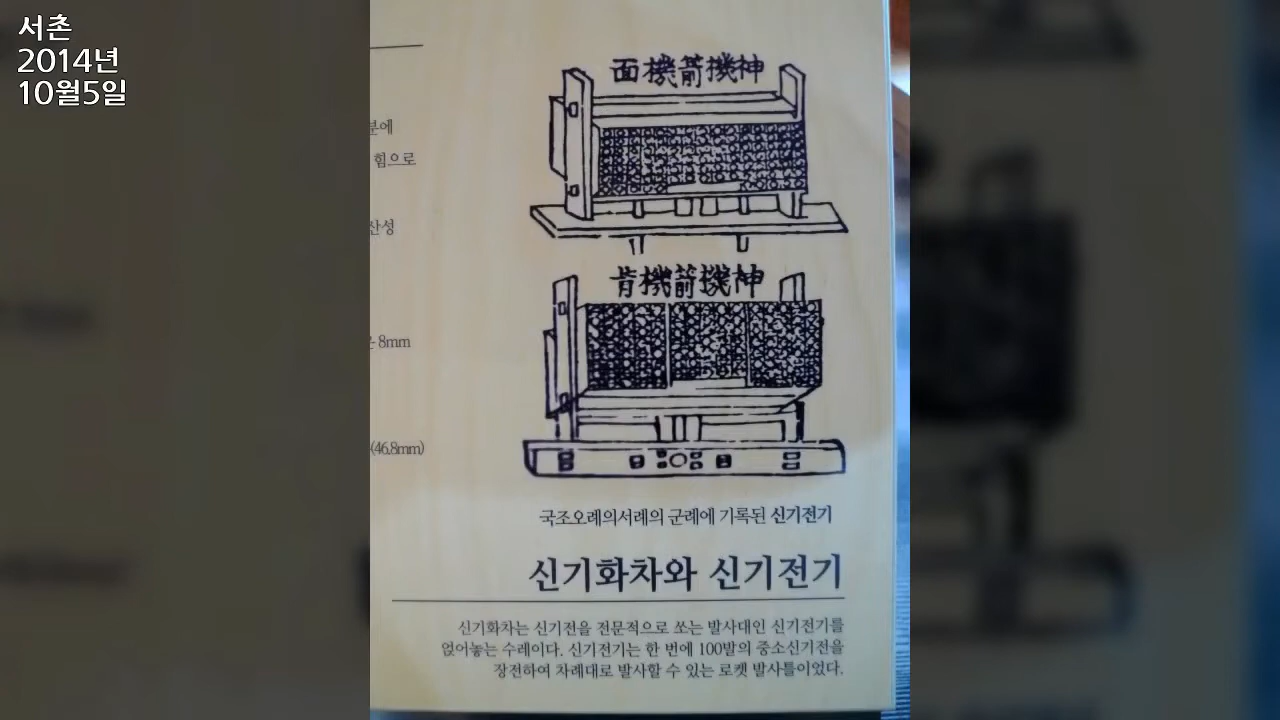 서촌
2014년
10월5일
분에
힘으로
산성
8mm
(46.8mm)
面機箭機神
背機箭機神
국조오례의서례의 군례에 기록된 신기전기
신기화차와 신기전기
신기화차는 신기전을 전문적으로 쏘는 발사대인 신기전기를
얹어놓는 수레이다. 신기전기는 한 번에 100발의 중소신기전을
장전하여 차례대로 발사할 수 있는 로켓 발사틀이었다.